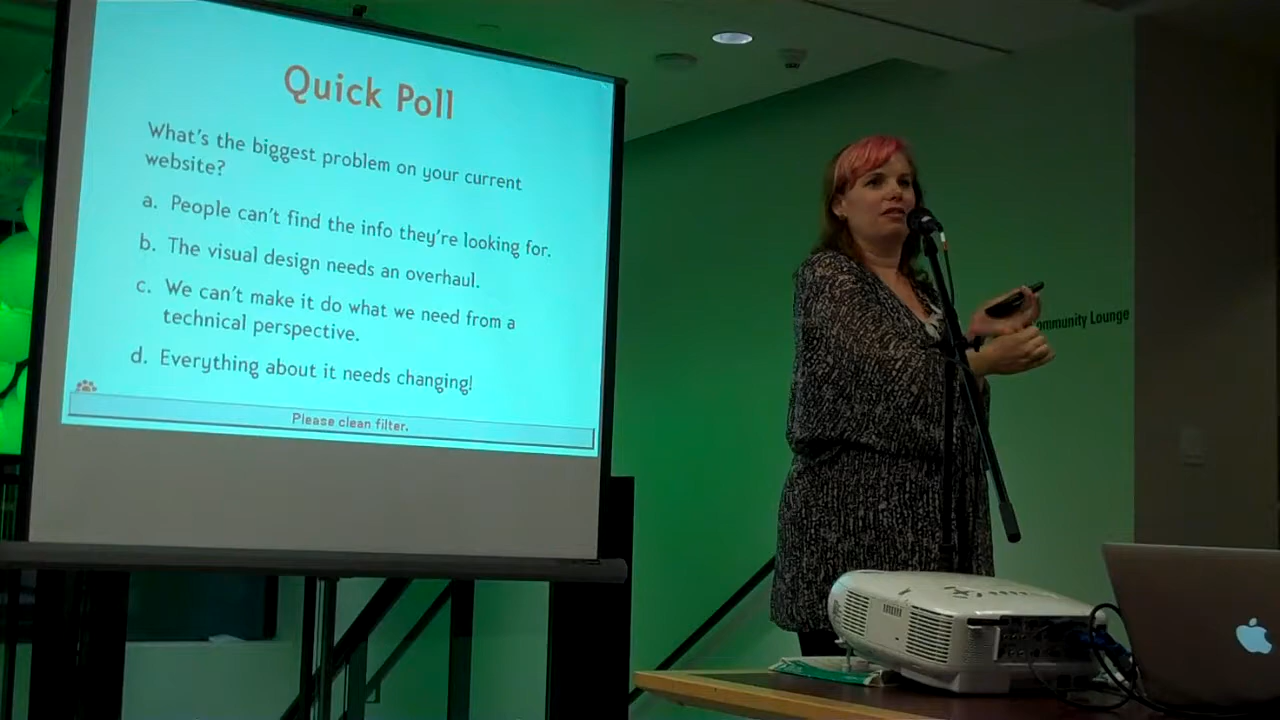 Quick Poll
What's the biggest problem on your current
website?
a. People can't find the info they're looking for.
b. The visual design needs an overhaul.
c. We can't make it do what we need from a
technical perspective.
d. Everything about it needs changing!
Please clean filter.
Lounge